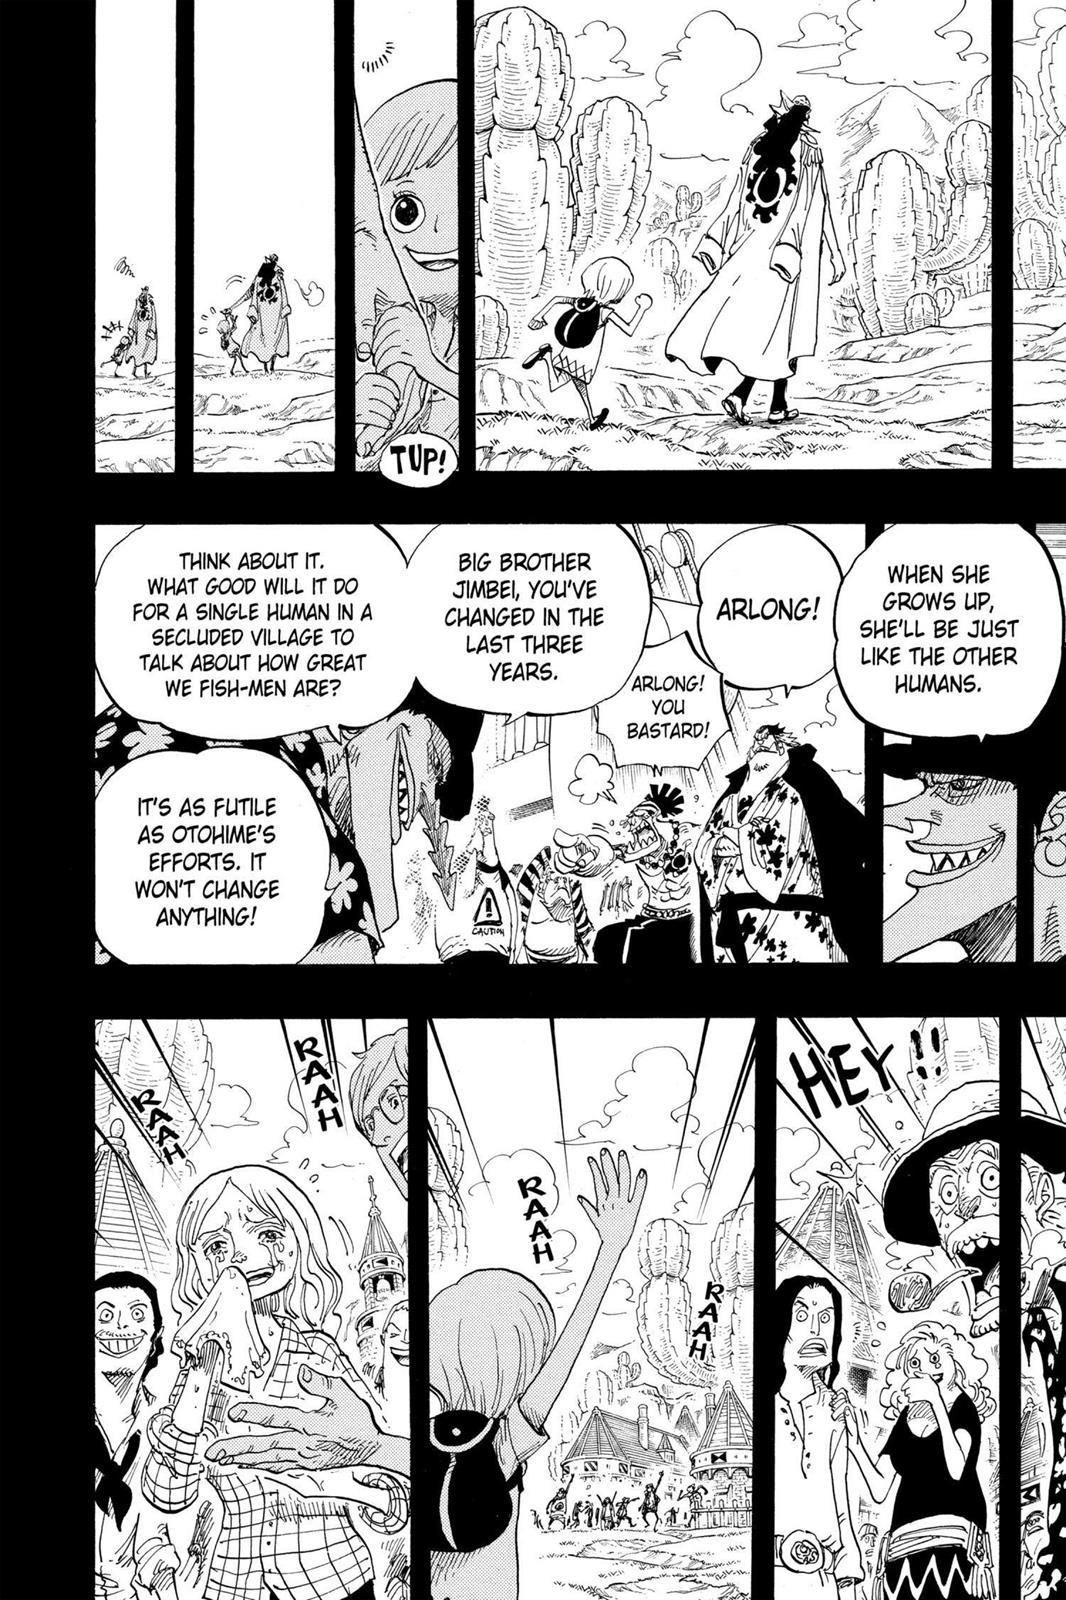 TUP!
WHEN SHE
GROWS UP,
SHE'LL BE JUST
LIKE THE OTHER
HUMANS.
ARLONG!
ARLONG!
YOU
BASTARD!
BIG BROTHER
JIMBEI, YOU'VE
CHANGED IN THE
LAST THREE
YEARS.
THINK ABOUT IT.
WHAT GOOD WILL IT DO
FOR A SINGLE HUMAN IN A
SECLUDED VILLAGE TO
TALK ABOUT HOW GREAT
WE FISH-MEN ARE?
IT'S AS FUTILE
AS OTOHIME'S
EFFORTS. IT
WON'T CHANGE
ANYTHING!
!
CAUTION
HEY!!
RAAH
RAAH
RAAH
RAAH